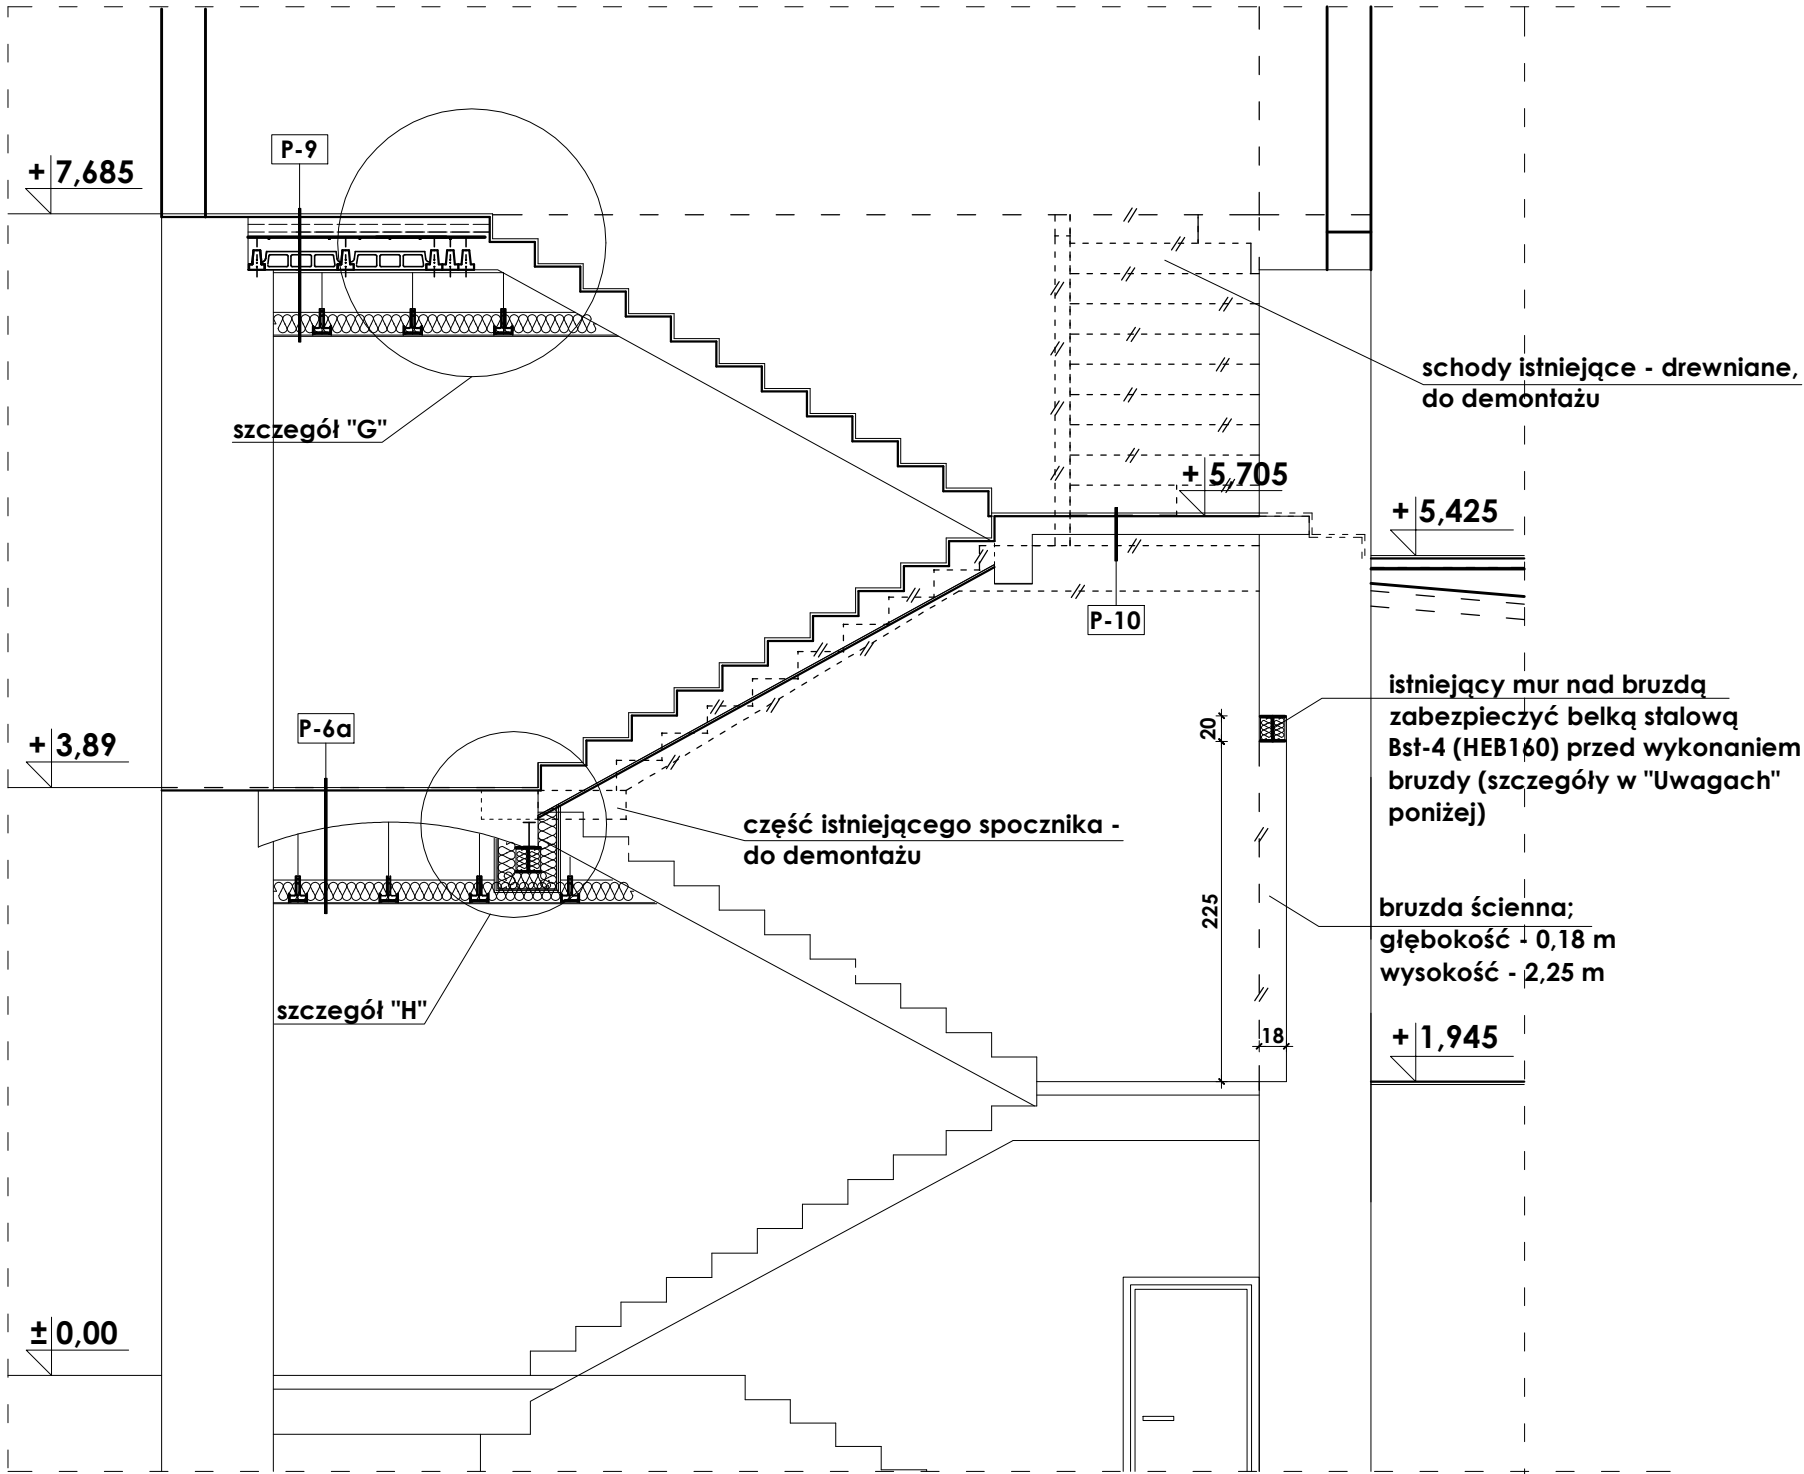 P-9
+ 7,685
schody istniejące - drewniane,
do demontażu
szczegół "G"
+ 5,705
+ 5,425
P-10
istniejący mur nad bruzdą
zabezpieczyć belką stalową
Bst-4 (HEB160) przed wykonaniem
bruzdy (szczegóły w "Uwagach"
poniżej)
P-6a
+ 3,89
20
część istniejącego spocznika -
do demontażu
225
bruzda ścienna;
głębokość - 0,18 m
wysokość - 2,25 m
szczegół "H"
18
+ 1,945
± 0,00